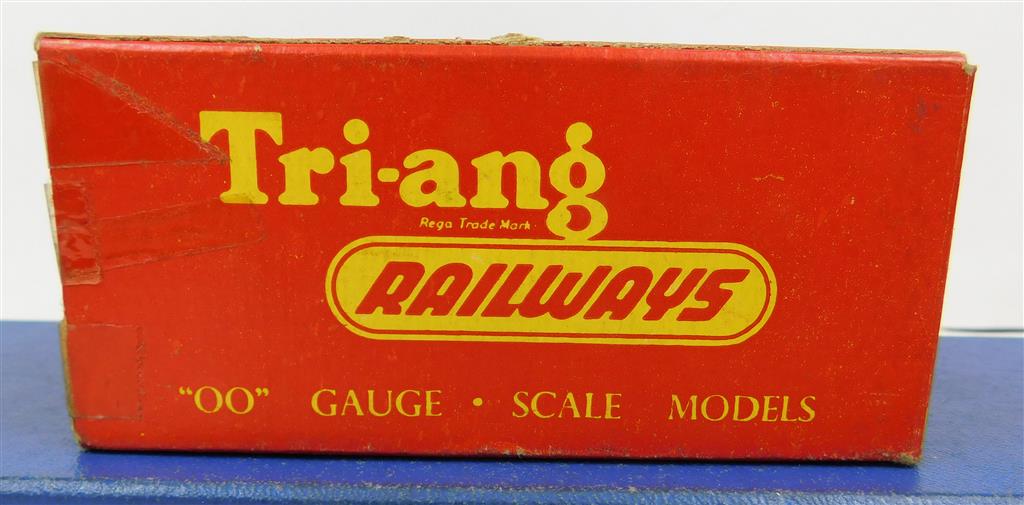 Tri-ang
Regd Trade Mark
RAILWAYS
"OO" GAUGE • SCALE MODELS